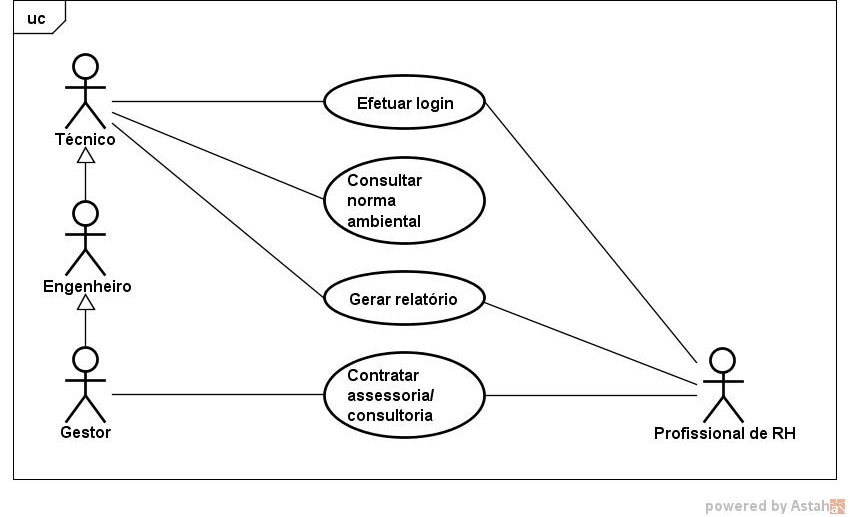 uc
Efetuar login
Técnico
Consultar
norma
ambiental
Engenheiro
Gerar relatório
Contratar
assessoria/
consultoria
Gestor
Profissional de RH
powered by Astah